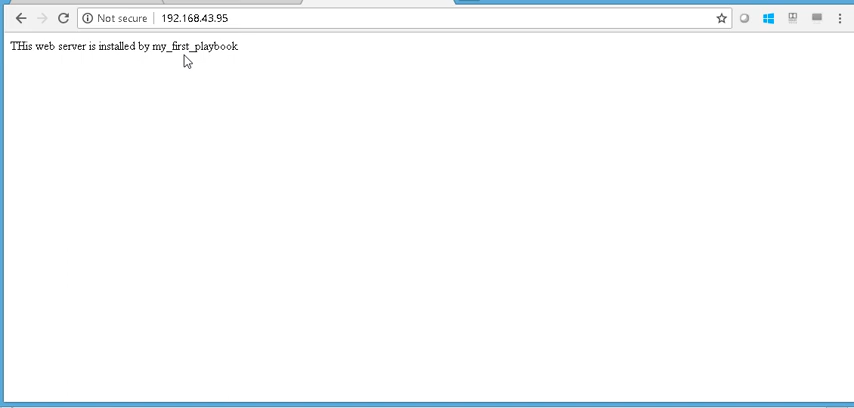 Not secure 192.168.43.95
THis web server is installed by my_first_playbook